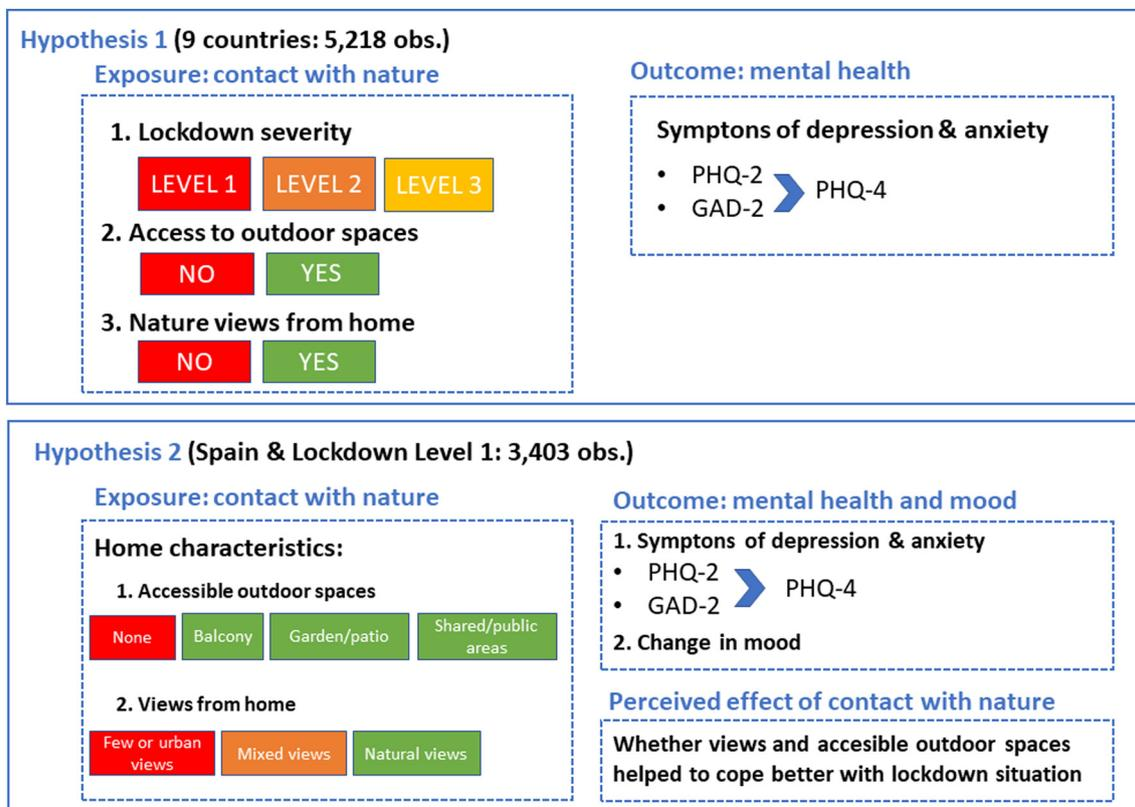 Hypothesis 1 (9 countries: 5,218 obs.)
Exposure: contact with nature
1. Lockdown severity
LEVEL 1
LEVEL 2
LEVEL 3
2. Access to outdoor spaces
NO
YES
3. Nature views from home
NO
YES
Outcome: mental health
Symptons of depression & anxiety
• PHQ-2
• GAD-2
PHQ-4
Hypothesis 2 (Spain & Lockdown Level 1: 3,403 obs.)
Exposure: contact with nature
Home characteristics:
1. Accessible outdoor spaces
None
Balcony
Garden/patio
Shared/public
areas
2. Views from home
Few or urban
views
Mixed views
Natural views
Outcome: mental health and mood
1. Symptons of depression & anxiety
• PHQ-2
• GAD-2
PHQ-4
2. Change in mood
Perceived effect of contact with nature
Whether views and accesible outdoor spaces
helped to cope better with lockdown situation